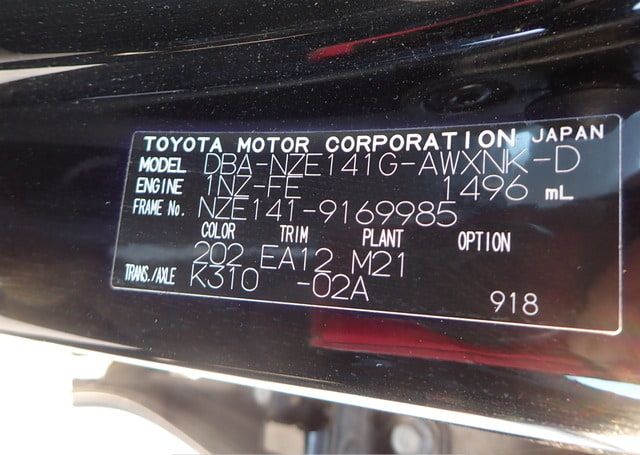 TOYOTA MOTOR CORPORATION JAPAN
MODEL DBA-NZE141G-AWXNK-D
ENGINE 1NZ-FE 1496 mL
FRAME No. NZE141-9169985
COLOR TRIM PLANT OPTION
202 EA12 M21
TRANS./AXLE K310 -02A
918